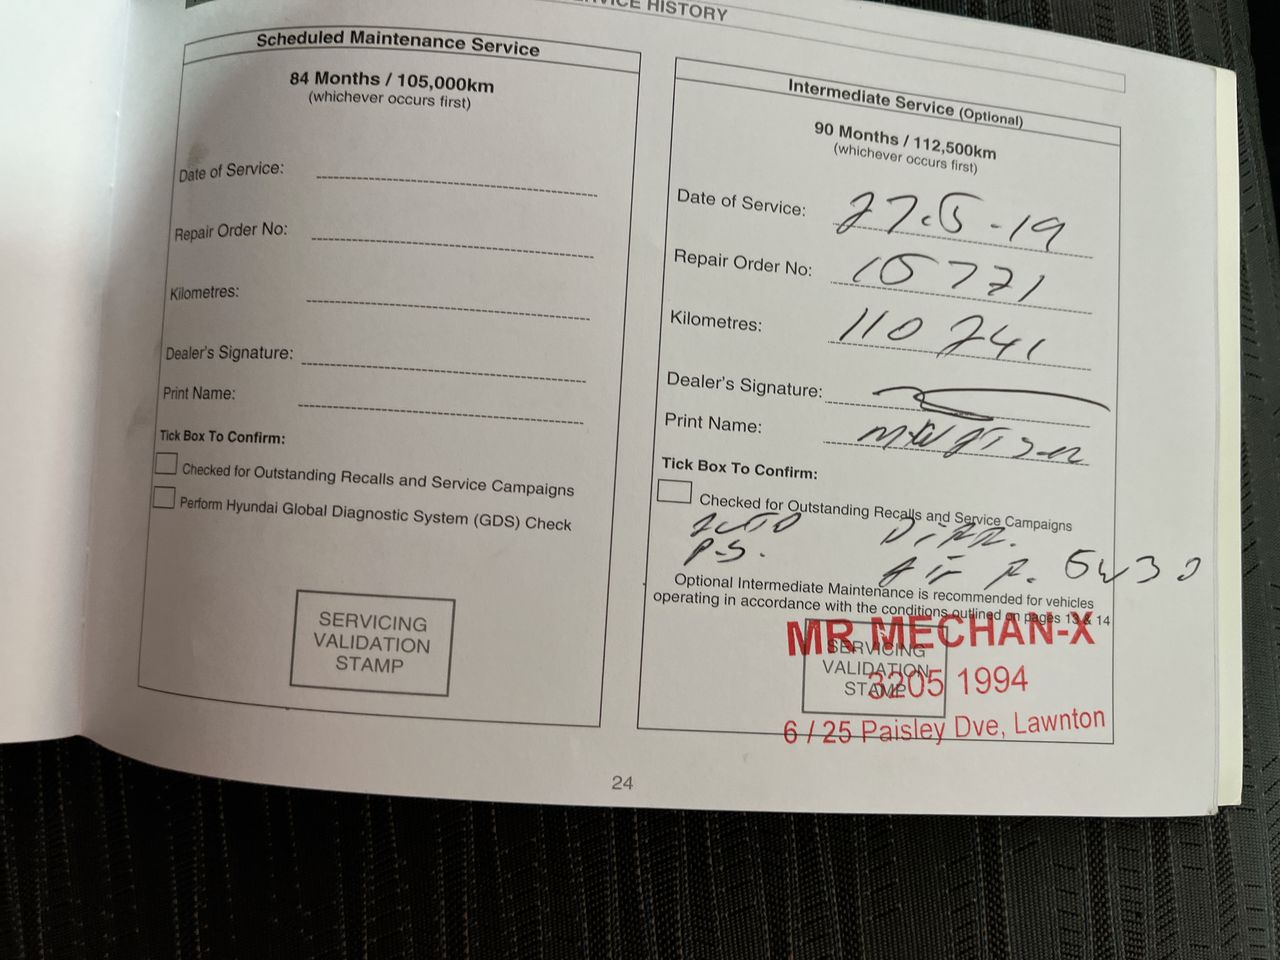 SERVICE HISTORY
Scheduled Maintenance Service
84 Months / 105,000km
(whichever occurs first)
Date of Service:
Repair Order No:
Kilometres:
Dealer's Signature:
Print Name:
Tick Box To Confirm:
Checked for Outstanding Recalls and Service Campaigns
Perform Hyundai Global Diagnostic System (GDS) Check
SERVICING
VALIDATION
STAMP
Intermediate Service (Optional)
90 Months / 112,500km
(whichever occurs first)
Date of Service: 27.5-19
Repair Order No: 15771
Kilometres: 110741
Dealer's Signature:
Print Name:
Tick Box To Confirm:
Checked for Outstanding Recalls and Service Campaigns
AUTO DIFF.
P.S. AIF F. 5W30
Optional Intermediate Maintenance is recommended for vehicles
operating in accordance with the conditions outlined on pages 13 & 14
MR MECHAN-X
SERVICING
VALIDATION
STAMP
3205 1994
6 / 25 Paisley Dve, Lawnton
24